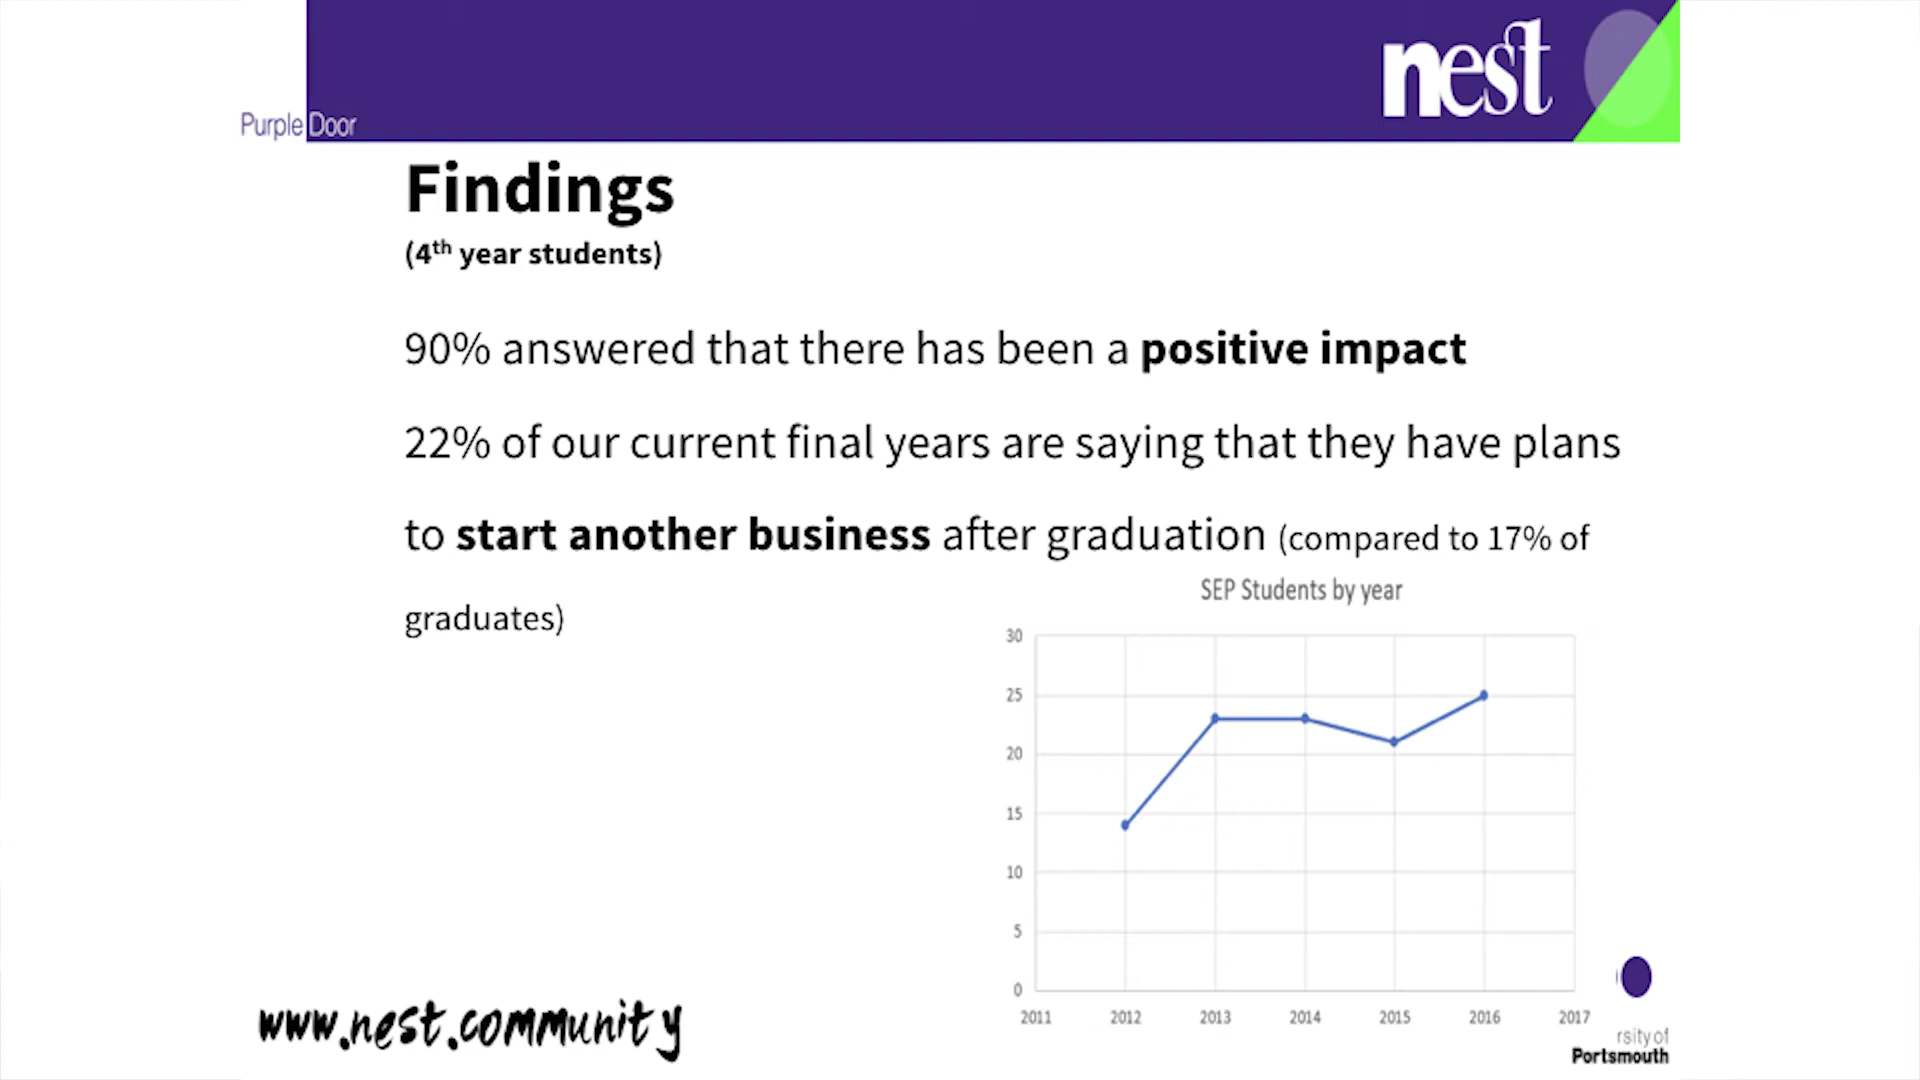 nest
Purple Door
Findings
(4th year students)
90% answered that there has been a positive impact
22% of our current final years are saying that they have plans
to start another business after graduation (compared to 17% of
graduates)
SEP Students by year
30
25
20
15
10
5
0
2011 2012 2013 2014 2015 2016 2017
www.nest.community
rsity of
Portsmouth